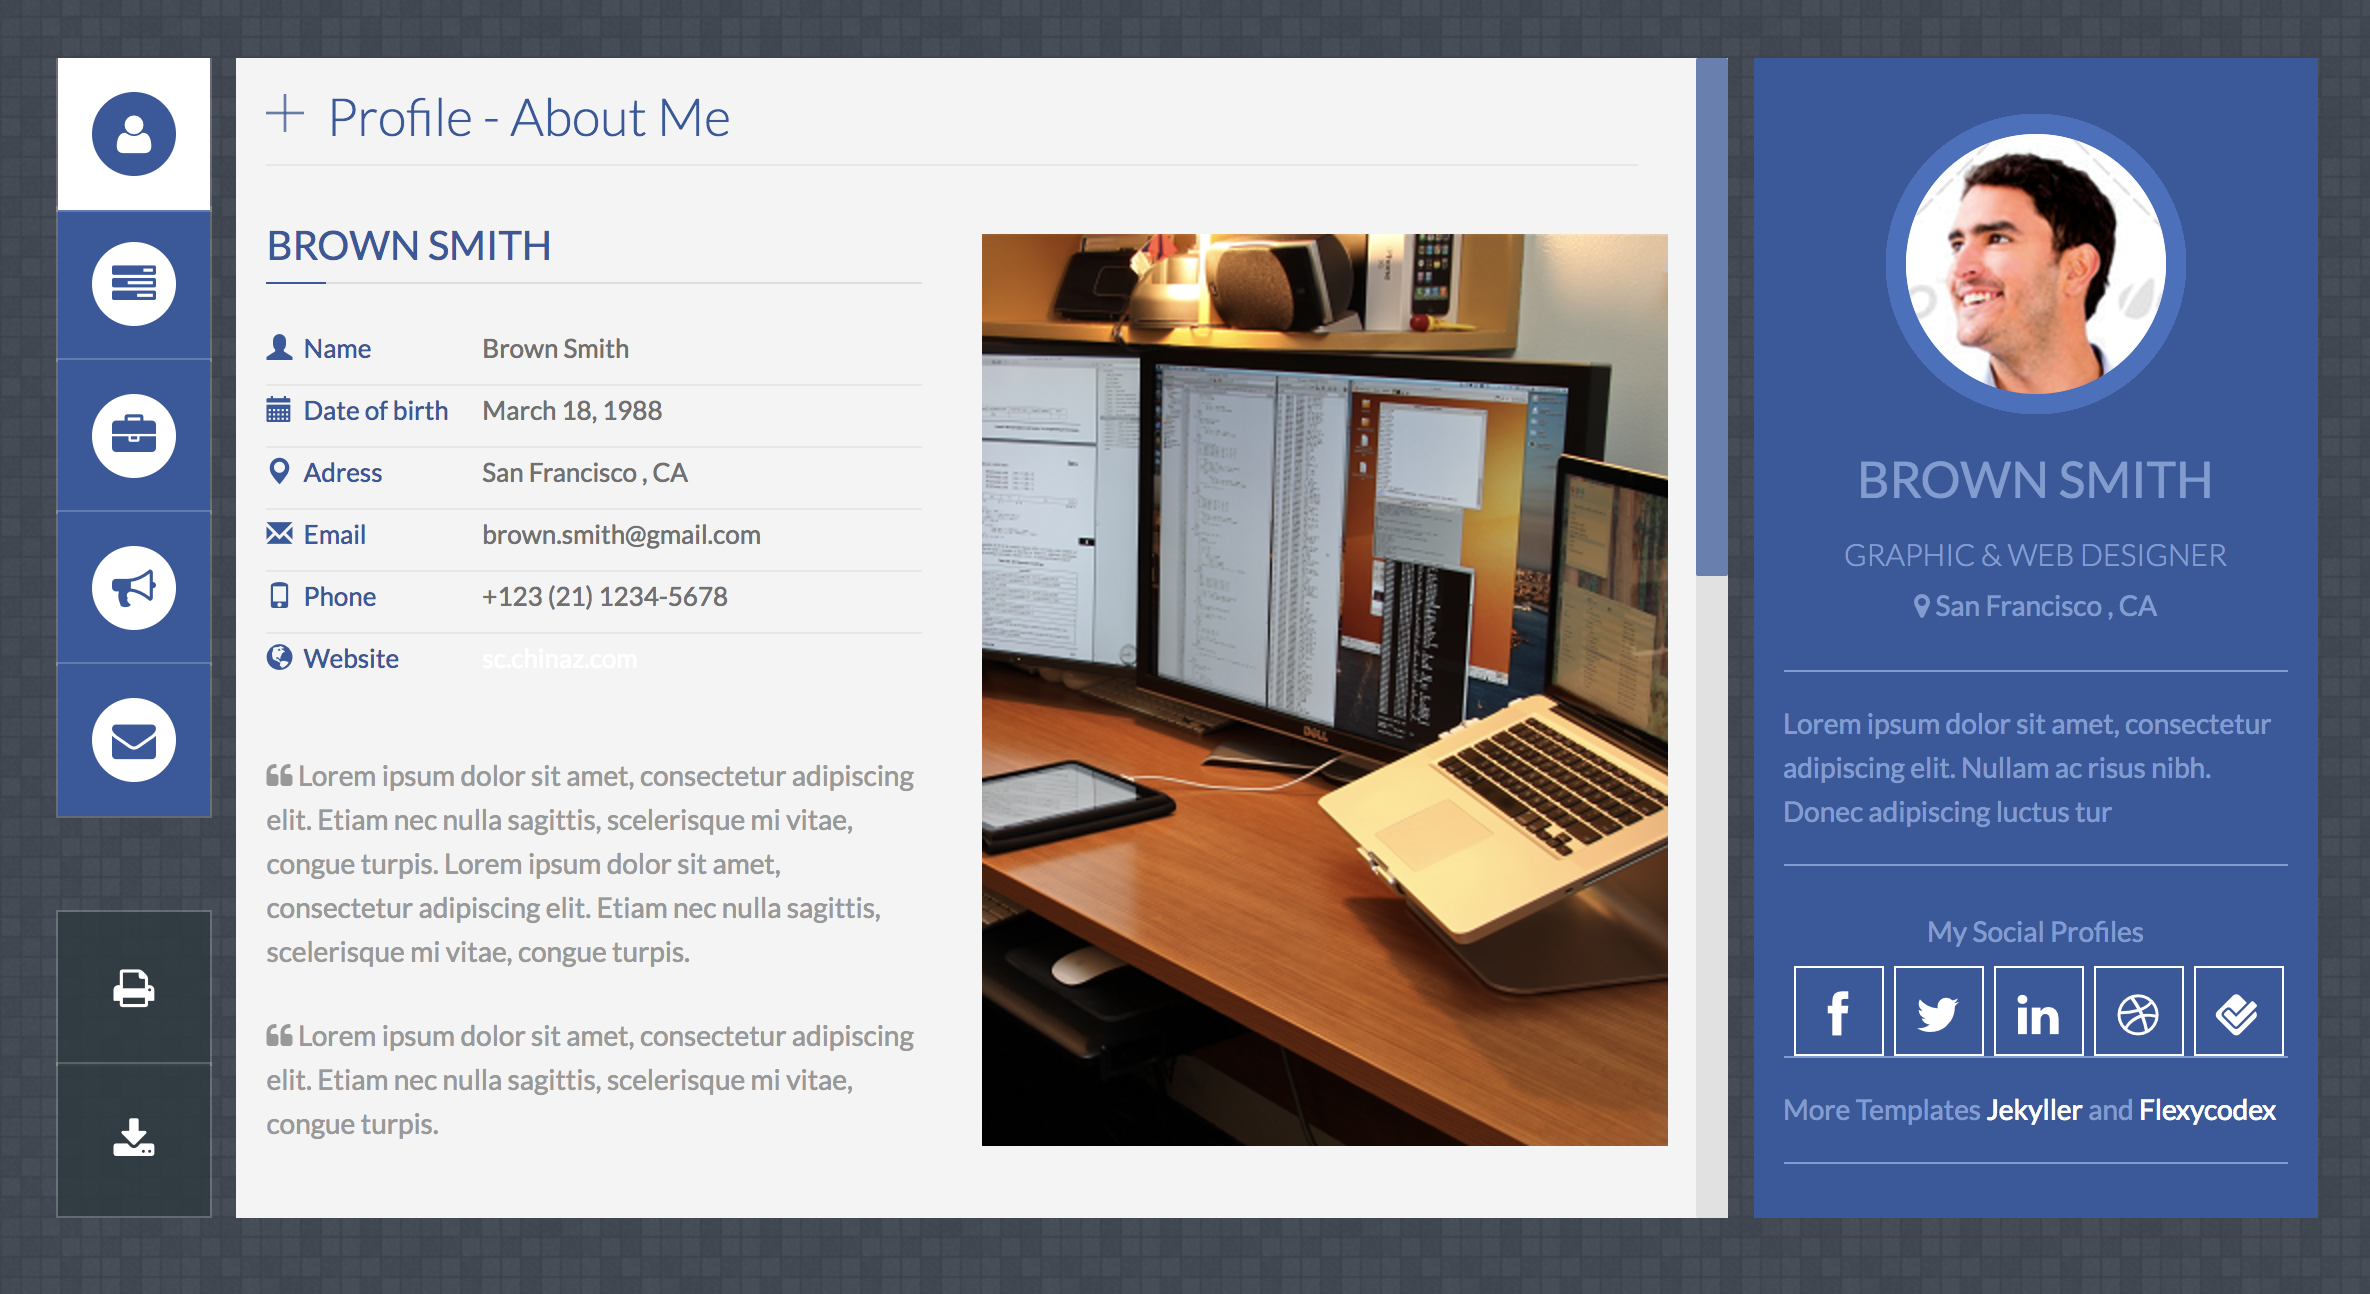 Profile - About Me
BROWN SMITH
Name Brown Smith
Date of birth March 18, 1988
Adress San Francisco , CA
Email brown.smith@gmail.com
Phone +123 (21) 1234-5678
Website sc.chinaz.com
Lorem ipsum dolor sit amet, consectetur adipiscing
elit. Etiam nec nulla sagittis, scelerisque mi vitae,
congue turpis. Lorem ipsum dolor sit amet,
consectetur adipiscing elit. Etiam nec nulla sagittis,
scelerisque mi vitae, congue turpis.
Lorem ipsum dolor sit amet, consectetur adipiscing
elit. Etiam nec nulla sagittis, scelerisque mi vitae,
congue turpis.
iPhone
DELL
BROWN SMITH
GRAPHIC & WEB DESIGNER
San Francisco , CA
Lorem ipsum dolor sit amet, consectetur
adipiscing elit. Nullam ac risus nibh.
Donec adipiscing luctus tur
My Social Profiles
More Templates Jekyller and Flexycodex